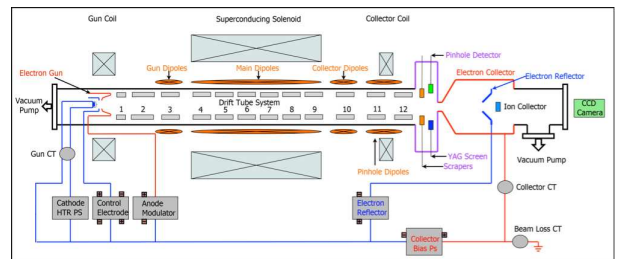 Gun Coil
Superconducing Solenoid
Collector Coil
Pinhole Detector
Electron Gun
Gun Dipoles
Main Dipoles
Collector Dipoles
Electron Collector
Electron Reflector
Vacuum
Pump
Drift Tube System
1 2 3 4 5 6 7 8 9 10 11 12
Ion Collector
CCD
Camera
Gun CT
YAG Screen
Scrapers
Pinhole Dipoles
Vacuum Pump
Collector CT
Cathode
HTR PS
Control
Electrode
Anode
Modulator
Electron
Reflector
Collector
Bias Ps
Beam Loss CT